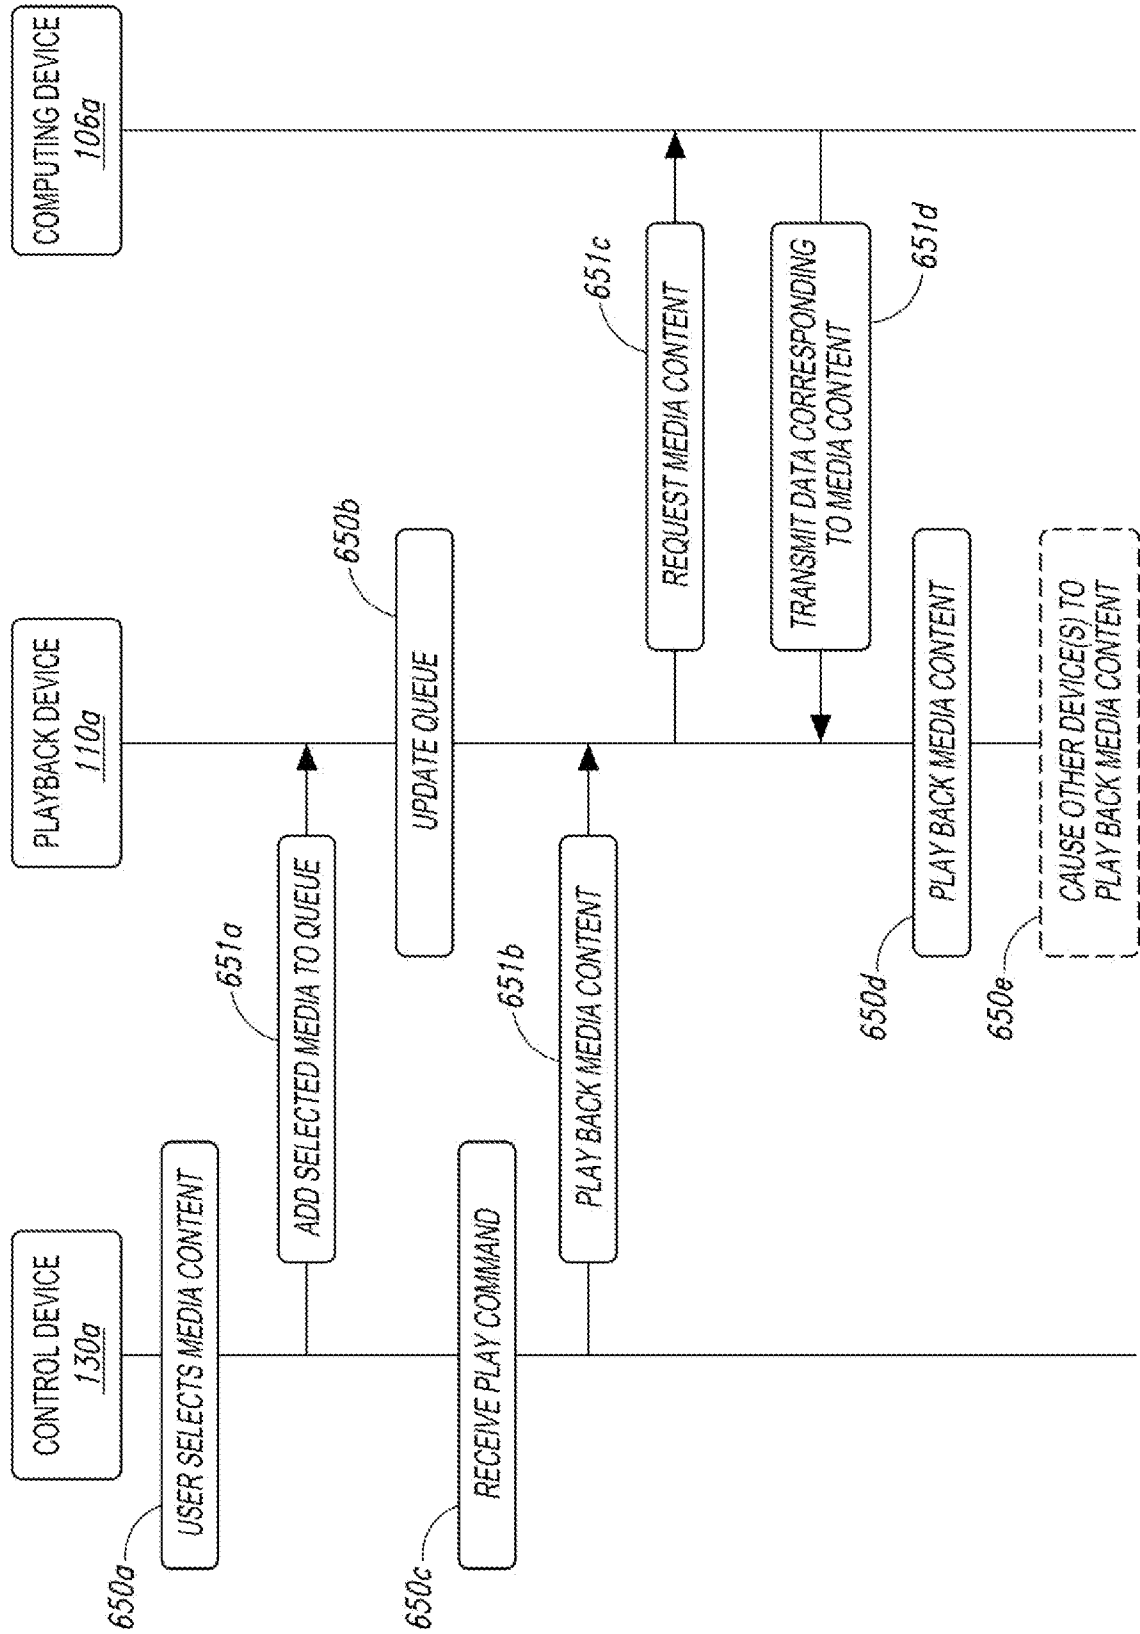 CONTROL DEVICE
130a
PLAYBACK DEVICE
110a
COMPUTING DEVICE
106a
650a
USER SELECTS MEDIA CONTENT
651a
ADD SELECTED MEDIA TO QUEUE
650b
UPDATE QUEUE
650c
RECEIVE PLAY COMMAND
651b
PLAY BACK MEDIA CONTENT
651c
REQUEST MEDIA CONTENT
TRANSMIT DATA CORRESPONDING
TO MEDIA CONTENT
651d
650d
PLAY BACK MEDIA CONTENT
650e
CAUSE OTHER DEVICE(S) TO
PLAY BACK MEDIA CONTENT